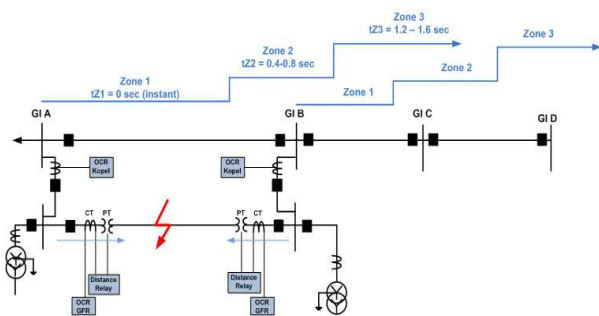 Zone 3
tZ3 = 1.2 – 1.6 sec
Zone 3
Zone 2
tZ2 = 0.4-0.8 sec
Zone 2
Zone 1
tZ1 = 0 sec (instant)
Zone 1
GI A
GI B
GI C
GI D
OCR
Kopel
OCR
Kopel
CT
PT
PT
CT
Distance
Relay
Distance
Relay
OCR
GFR
OCR
GFR